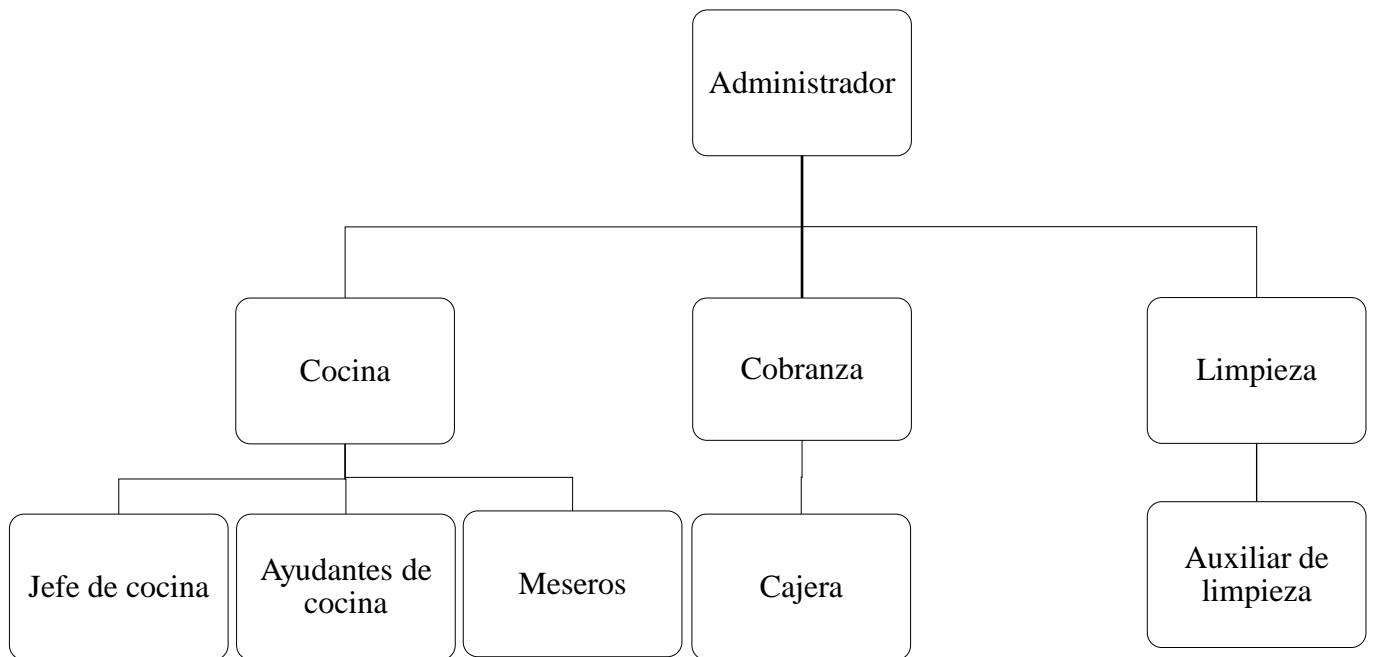 Administrador
Cocina
Cobranza
Limpieza
Jefe de cocina
Ayudantes de
cocina
Meseros
Cajera
Auxiliar de
limpieza